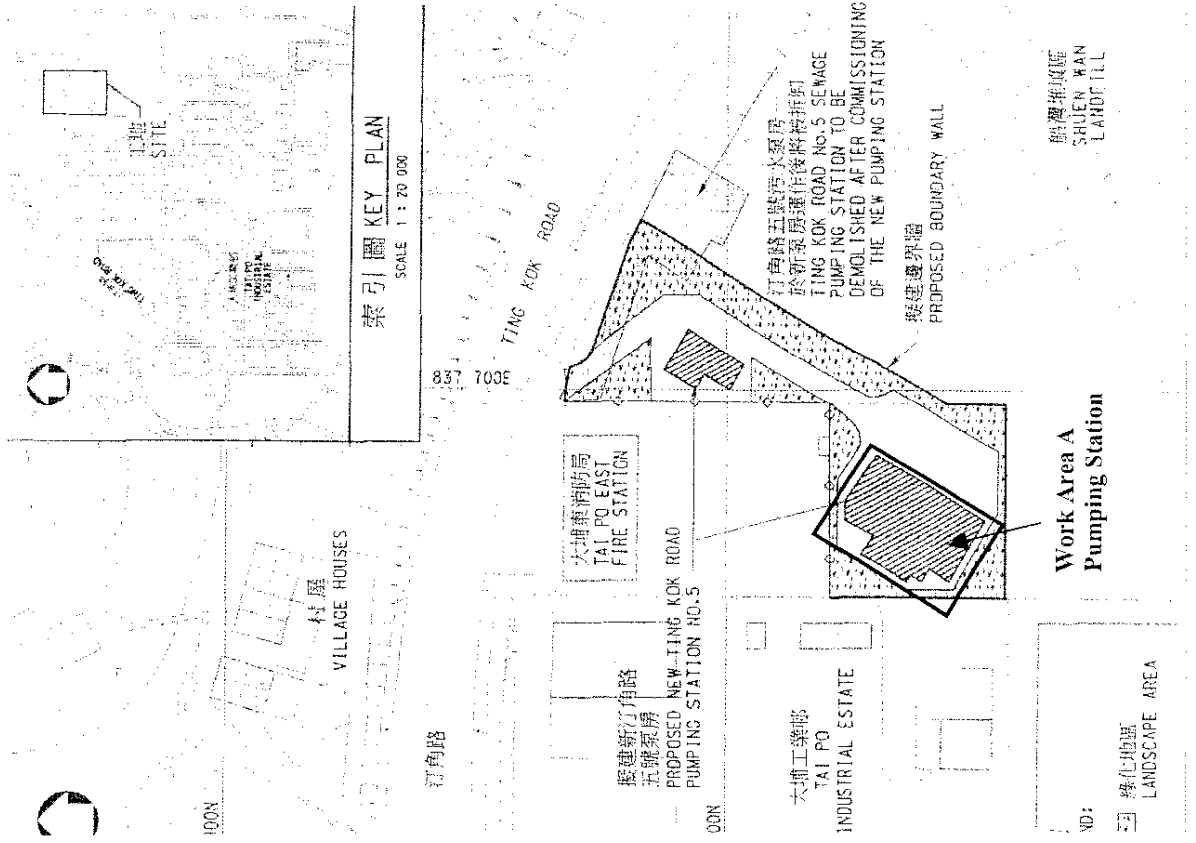 工地
SITE
TAI PO
INDUSTRIAL
ESTATE
索引圖 KEY PLAN
SCALE 1 : 20 000
837 700E
TING KOK ROAD
村屋
VILLAGE HOUSES
汀角路
大埔東消防局
TAI PO EAST
FIRE STATION
汀角路五號污水泵房
於新泵房運作後將被拆卸
TING KOK ROAD No.5 SEWAGE
PUMPING STATION TO BE
DEMOLISHED AFTER COMMISSIONING
OF THE NEW PUMPING STATION
擬建邊界牆
PROPOSED BOUNDARY WALL
船灣堆填區
SHUEN WAN
LANDFILL
擬建新汀角路
五號泵房
PROPOSED NEW TING KOK ROAD
PUMPING STATION NO.5
大埔工業邨
TAI PO
INDUSTRIAL ESTATE
Work Area A
Pumping Station
綠化地區
LANDSCAPE AREA